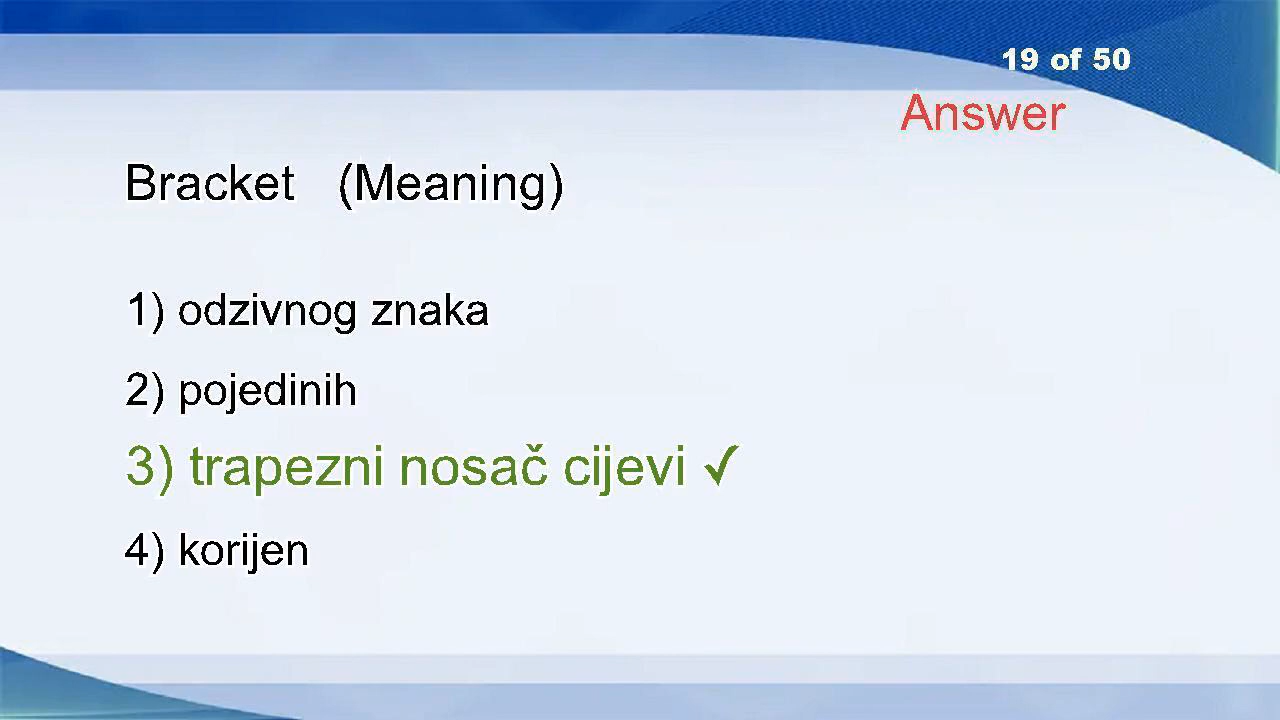 19 of 50
Answer
Bracket (Meaning)
1) odzivnog znaka
2) pojedinih
3) trapezni nosač cijevi ✓
4) korijen